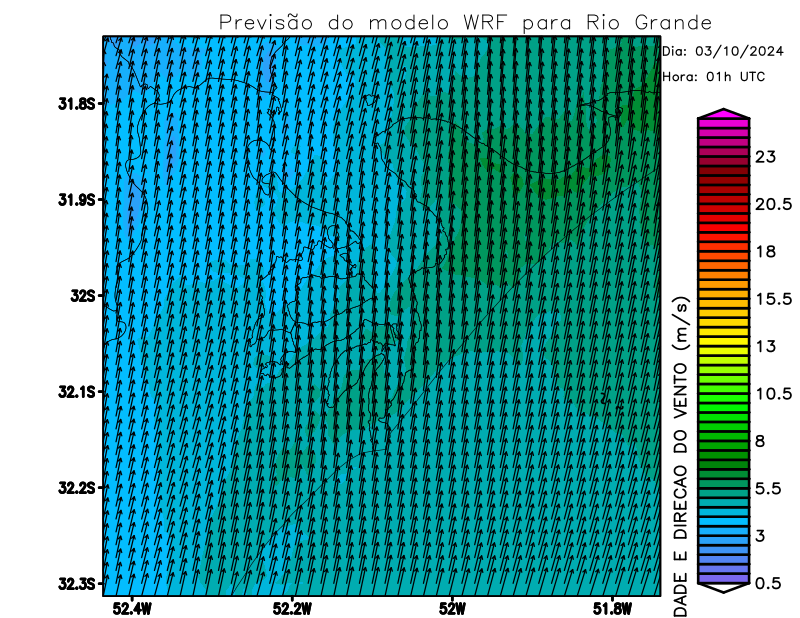 Previsão do modelo WRF para Rio Grande
Dia: 03/10/2024
Hora: 01h UTC
31.8S
31.9S
32S
32.1S
32.2S
32.3S
52.4W
52.2W
52W
51.8W
23
20.5
18
15.5
13
10.5
8
5.5
3
0.5
DADE E DIRECAO DO VENTO (m/s)